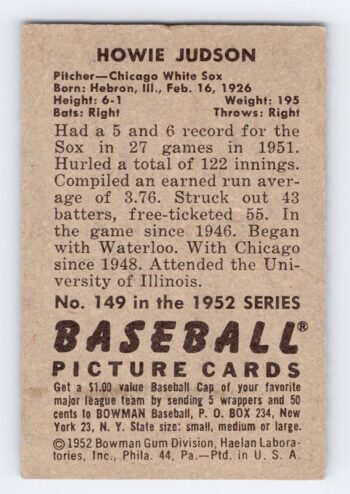 HOWIE JUDSON
Pitcher—Chicago White Sox
Born: Hebron, Ill., Feb. 16, 1926
Height: 6-1 Weight: 195
Bats: Right Throws: Right
Had a 5 and 6 record for the
Sox in 27 games in 1951.
Hurled a total of 122 innings.
Compiled an earned run aver-
age of 3.76. Struck out 43
batters, free-ticketed 55. In
the game since 1946. Began
with Waterloo. With Chicago
since 1948. Attended the Uni-
versity of Illinois.
No. 149 in the 1952 SERIES
BASEBALL®
PICTURE CARDS
Get a $1.00 value Baseball Cap of your favorite
major league team by sending 5 wrappers and 50
cents to BOWMAN Baseball, P. O. BOX 234, New
York 23, N. Y. State size: small, medium or large.
©1952 Bowman Gum Division, Haelan Labora-
tories, Inc., Phila. 44, Pa.—Ptd. in U. S. A.